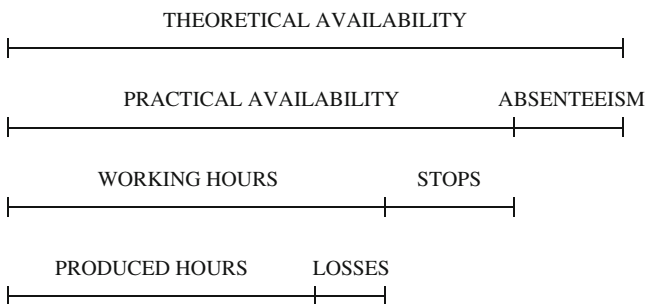 THEORETICAL AVAILABILITY
PRACTICAL AVAILABILITY ABSENTEEISM
WORKING HOURS STOPS
PRODUCED HOURS LOSSES